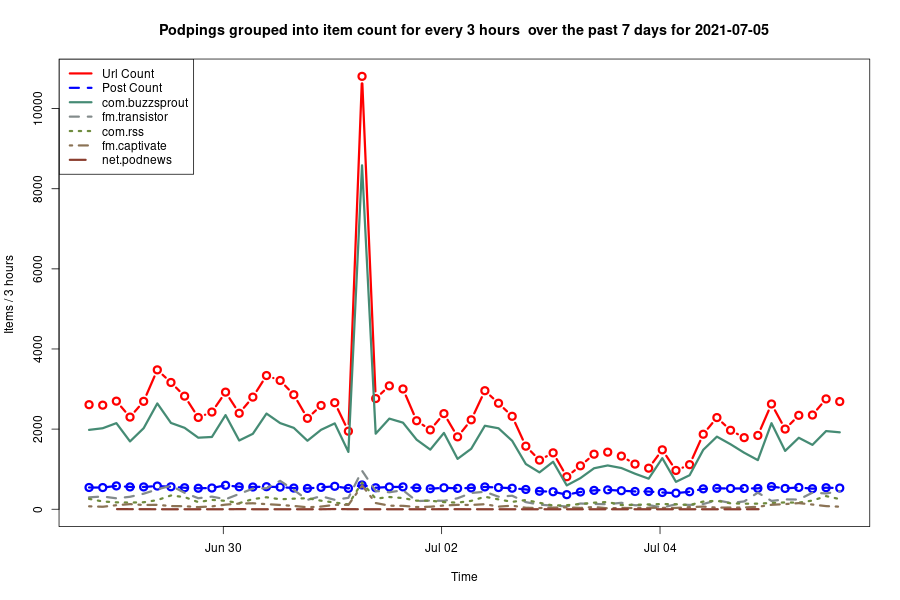 Podpings grouped into item count for every 3 hours  over the past 7 days for 2021-07-05
Url Count
Post Count
com.buzzsprout
fm.transistor
com.rss
fm.captivate
net.podnews
Items / 3 hours
10000
8000
6000
4000
2000
0
Jun 30
Jul 02
Jul 04
Time